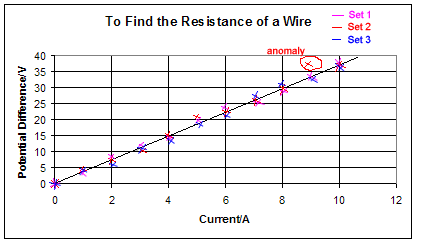 To Find the Resistance of a Wire
Set 1
Set 2
Set 3
anomaly
Potential Difference/V
40
35
30
25
20
15
10
5
0
0 2 4 6 8 10 12
Current/A